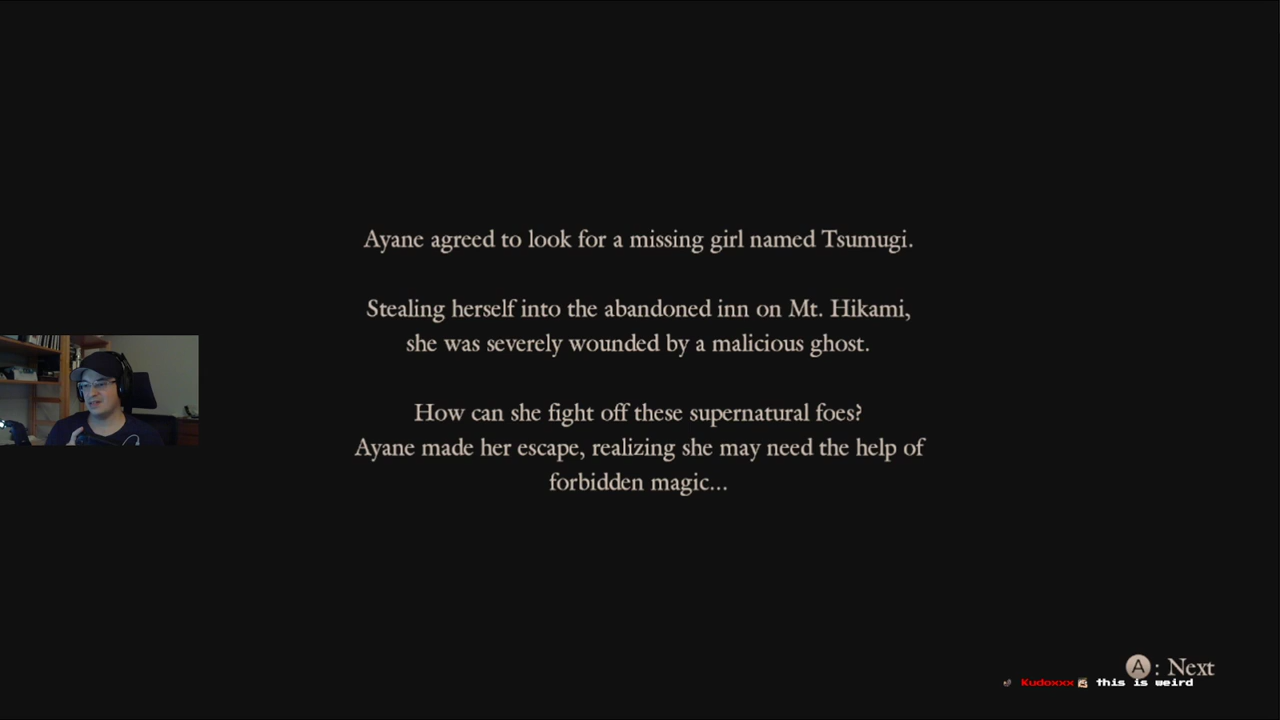 Ayane agreed to look for a missing girl named Tsumugi.
Stealing herself into the abandoned inn on Mt. Hikami,
she was severely wounded by a malicious ghost.
How can she fight off these supernatural foes?
Ayane made her escape, realizing she may need the help of
forbidden magic...
A : Next
Kudoxxx this is weird